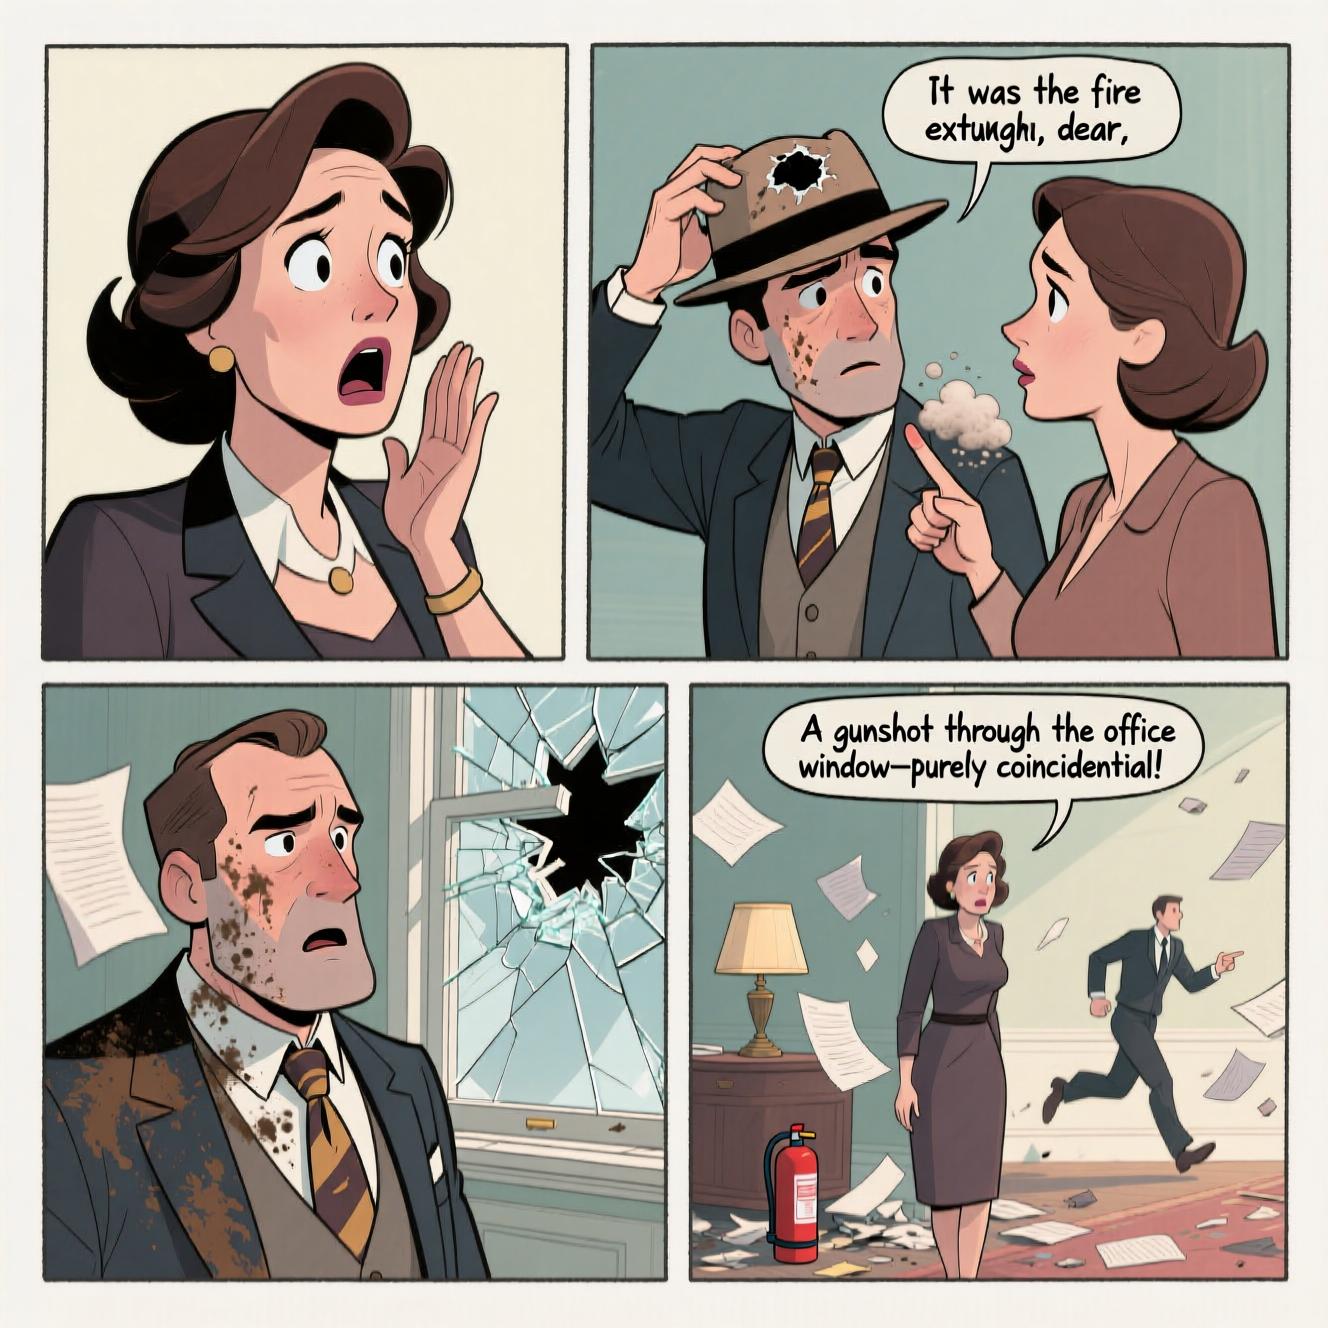 It was the fire
extunghı, dear,
A gunshot through the office
window—purely coincidential!